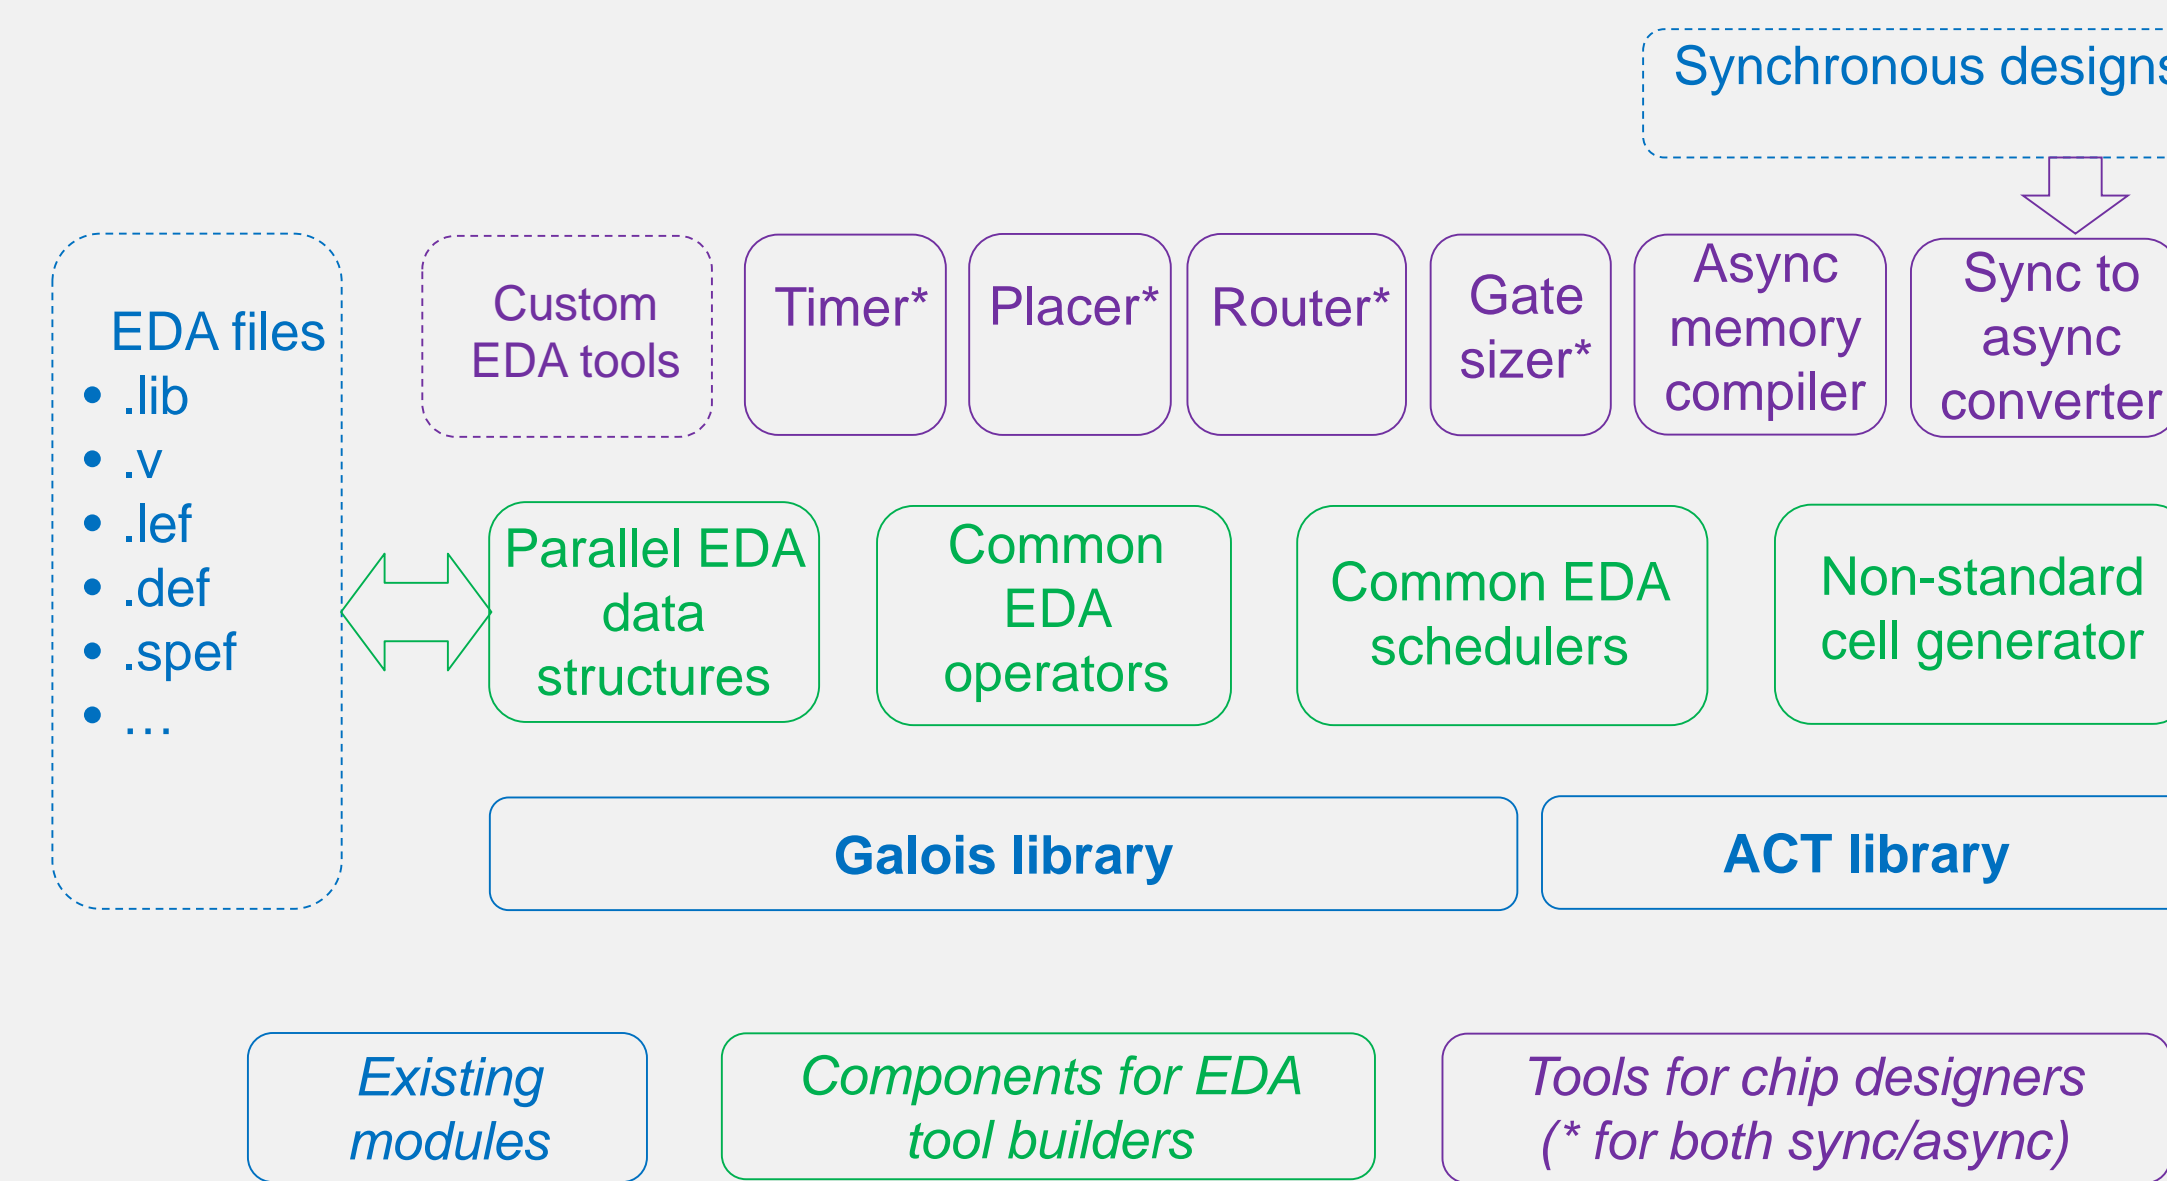 Synchronous designs
EDA files
• .lib
• .v
• .lef
• .def
• .spef
• …
Custom
EDA tools
Timer*
Placer*
Router*
Gate
sizer*
Async
memory
compiler
Sync to
async
converter
Parallel EDA
data
structures
Common
EDA
operators
Common EDA
schedulers
Non-standard
cell generator
Galois library
ACT library
Existing
modules
Components for EDA
tool builders
Tools for chip designers
(* for both sync/async)